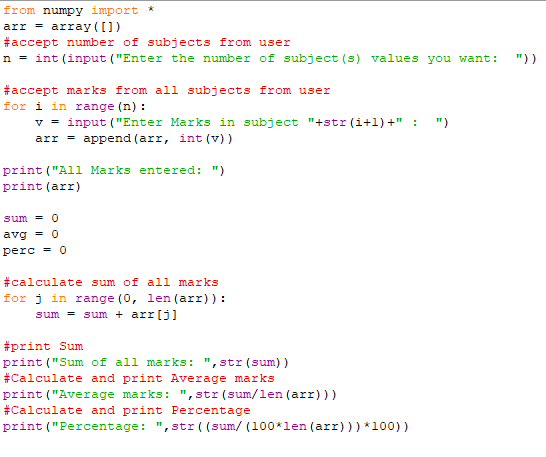 from numpy import *
arr = array([])
#accept number of subjects from user
n = int(input("Enter the number of subject(s) values you want:  "))
#accept marks from all subjects from user
for i in range(n):
    v = input("Enter Marks in subject "+str(i+1)+" :  ")
    arr = append(arr, int(v))
print("All Marks entered: ")
print(arr)
sum = 0
avg = 0
perc = 0
#calculate sum of all marks
for j in range(0, len(arr)):
    sum = sum + arr[j]
#print Sum
print("Sum of all marks: ",str(sum))
#Calculate and print Average marks
print("Average marks: ",str(sum/len(arr)))
#Calculate and print Percentage
print("Percentage: ",str((sum/(100*len(arr)))*100))